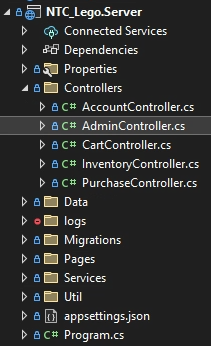 NTC_Lego.Server
Connected Services
Dependencies
Properties
Controllers
C# AccountController.cs
C# AdminController.cs
C# CartController.cs
C# InventoryController.cs
C# PurchaseController.cs
Data
logs
Migrations
Pages
Services
Util
appsettings.json
C# Program.cs